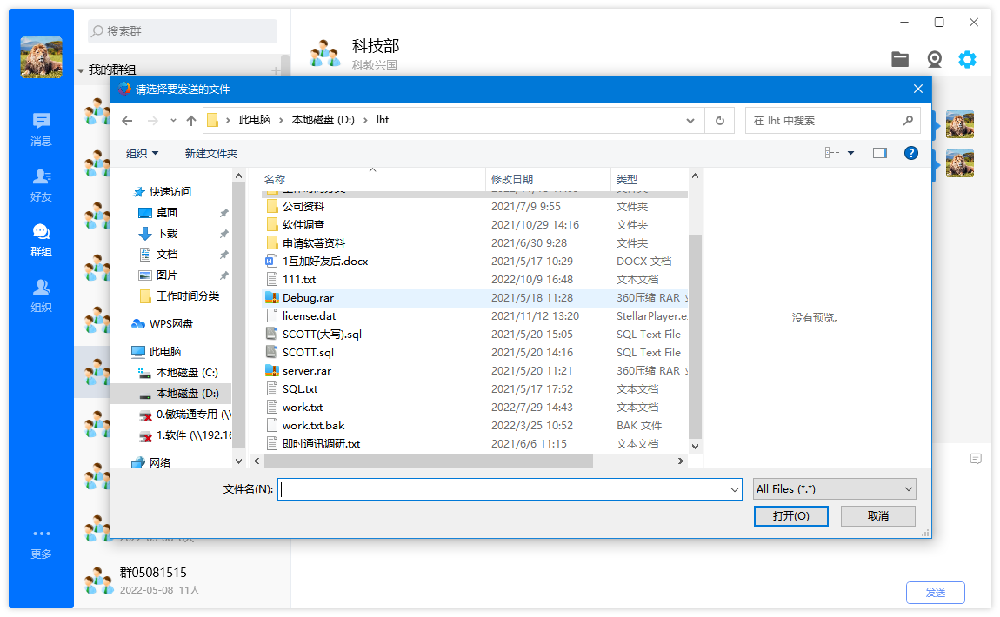 搜索群
科技部
科教兴国
我的群组
消息
好友
群组
组织
更多
请选择要发送的文件
此电脑 › 本地磁盘 (D:) › lht
在 lht 中搜索
组织
新建文件夹
快速访问
桌面
下载
文档
图片
工作时间分类
WPS网盘
此电脑
本地磁盘 (C:)
本地磁盘 (D:)
0.傲瑞通专用 (\\
1.软件 (\\192.16
网络
名称 修改日期 类型
公司资料 2021/7/9 9:55 文件夹
软件调查 2021/10/29 14:16 文件夹
申请软著资料 2021/6/30 9:28 文件夹
1互加好友后.docx 2021/5/17 10:29 DOCX 文档
111.txt 2022/10/9 16:48 文本文档
Debug.rar 2021/5/18 11:28 360压缩 RAR 文
license.dat 2021/11/12 13:20 StellarPlayer.e
SCOTT(大写).sql 2021/5/20 15:05 SQL Text File
SCOTT.sql 2021/5/20 14:16 SQL Text File
server.rar 2021/5/20 11:21 360压缩 RAR 文
SQL.txt 2021/5/17 17:52 文本文档
work.txt 2022/7/29 14:43 文本文档
work.txt.bak 2022/3/25 10:52 BAK 文件
即时通讯调研.txt 2021/6/6 11:15 文本文档
没有预览。
文件名(N):
All Files (*.*)
打开(O)
取消
群05081515
2022-05-08 11人
发送